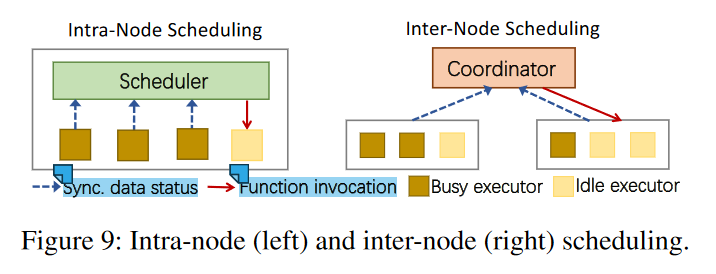 Intra-Node Scheduling
Inter-Node Scheduling
Scheduler
Coordinator
Sync. data status
Function invocation
Busy executor
Idle executor
Figure 9: Intra-node (left) and inter-node (right) scheduling.